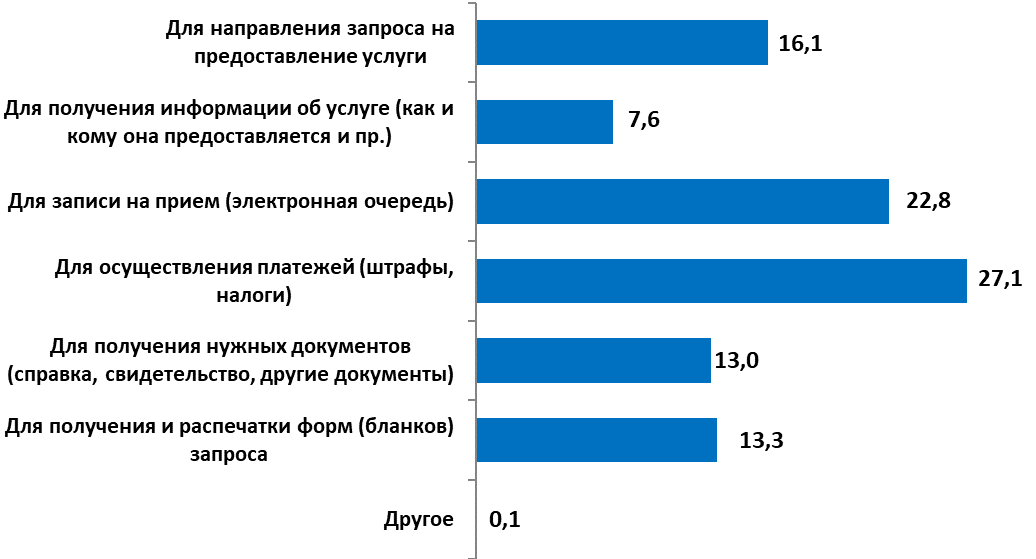 Для направления запроса на
предоставление услуги
16,1
Для получения информации об услуге (как и
кому она предоставляется и пр.)
7,6
Для записи на прием (электронная очередь)
22,8
Для осуществления платежей (штрафы,
налоги)
27,1
Для получения нужных документов
(справка, свидетельство, другие документы)
13,0
Для получения и распечатки форм (бланков)
запроса
13,3
Другое
0,1